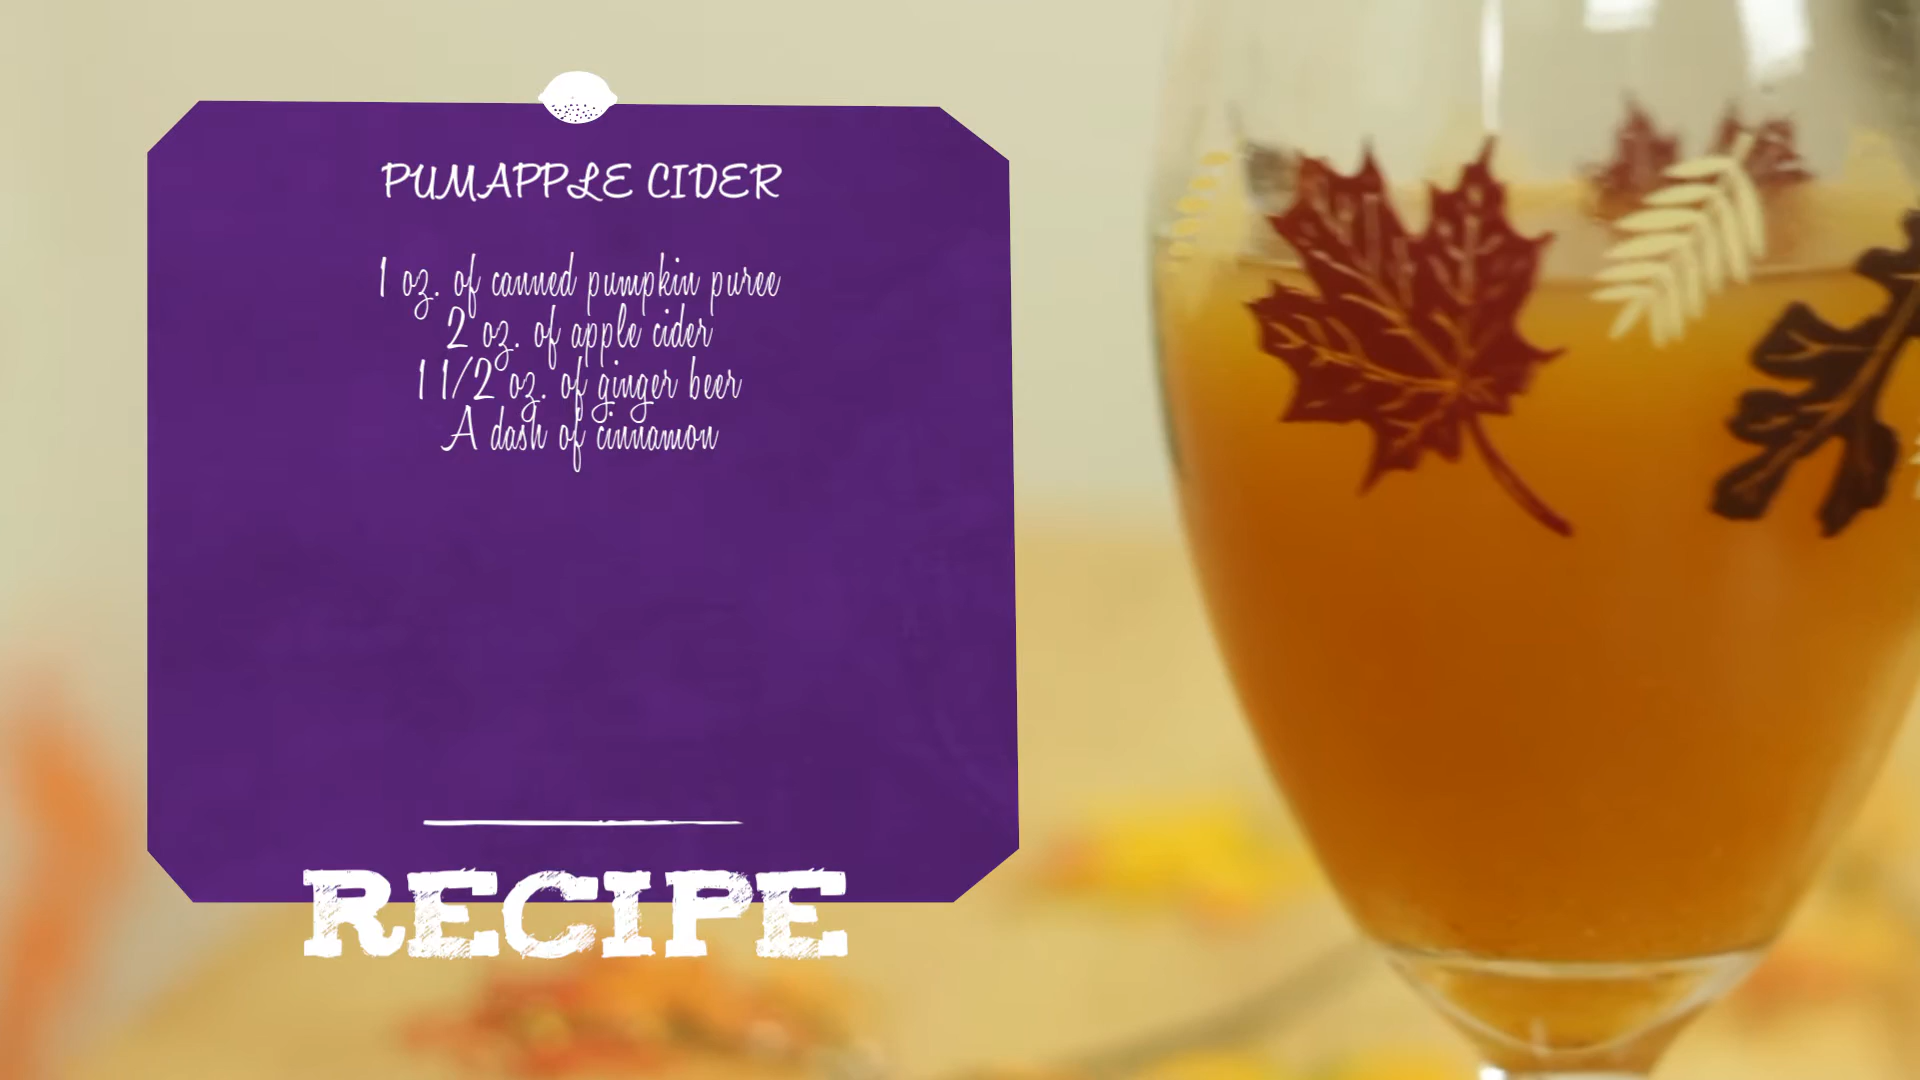 PUMAPPLE CIDER
1 oz. of canned pumpkin puree
2 oz. of apple cider
1 1/2 oz. of ginger beer
A dash of cinnamon
RECIPE